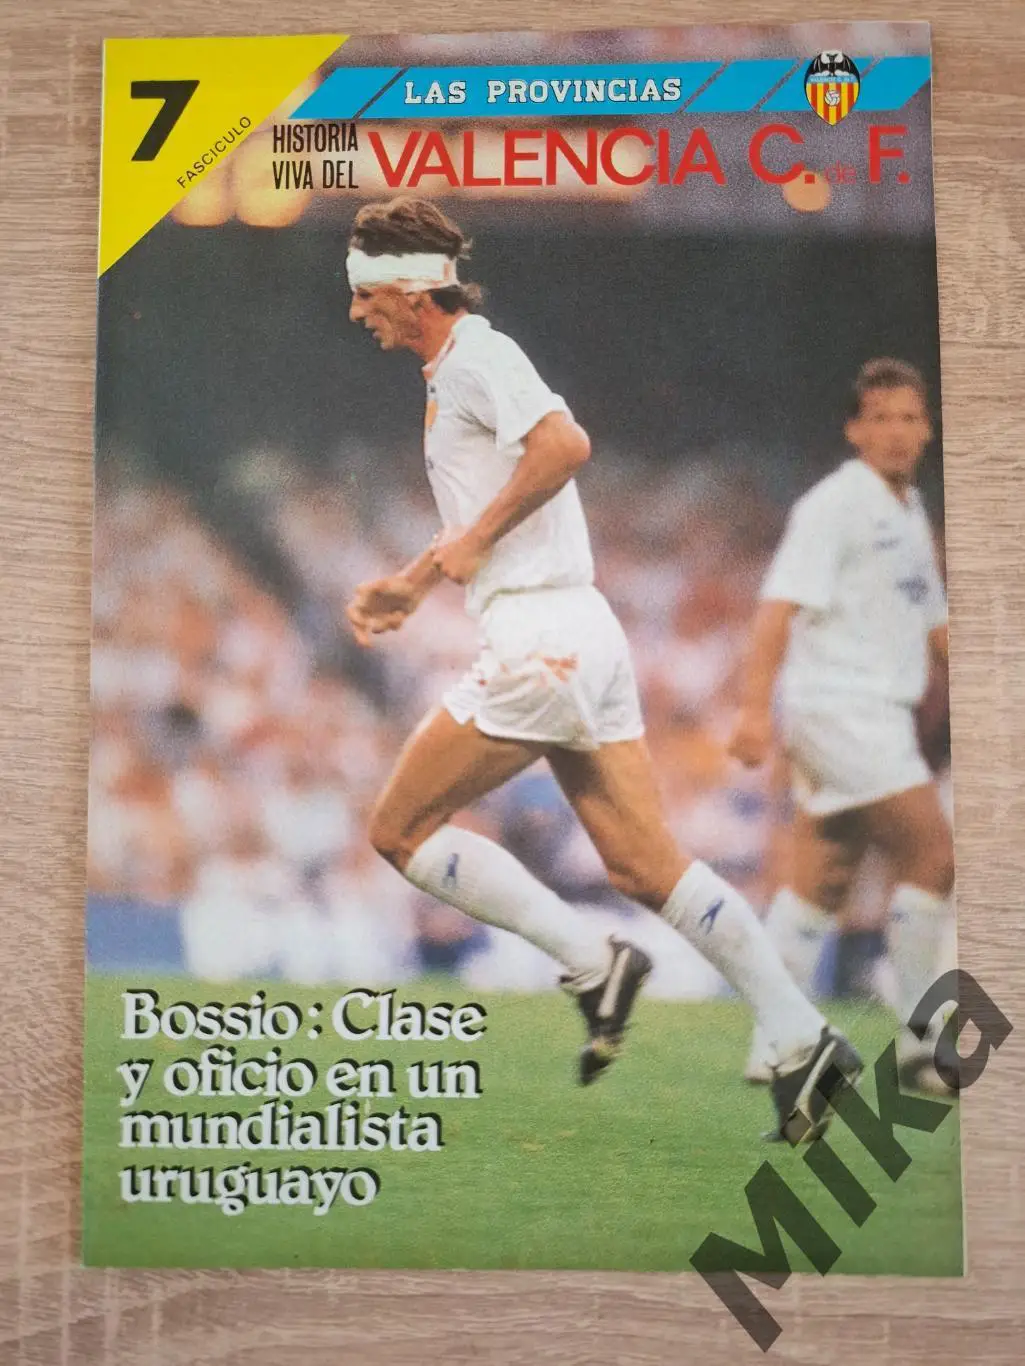 7
FASCICULO
LAS PROVINCIAS
HISTORIA
VIVA DEL
VALENCIA C. de F.
Bossio: Clase
y oficio en un
mundialista
uruguayo
Mika